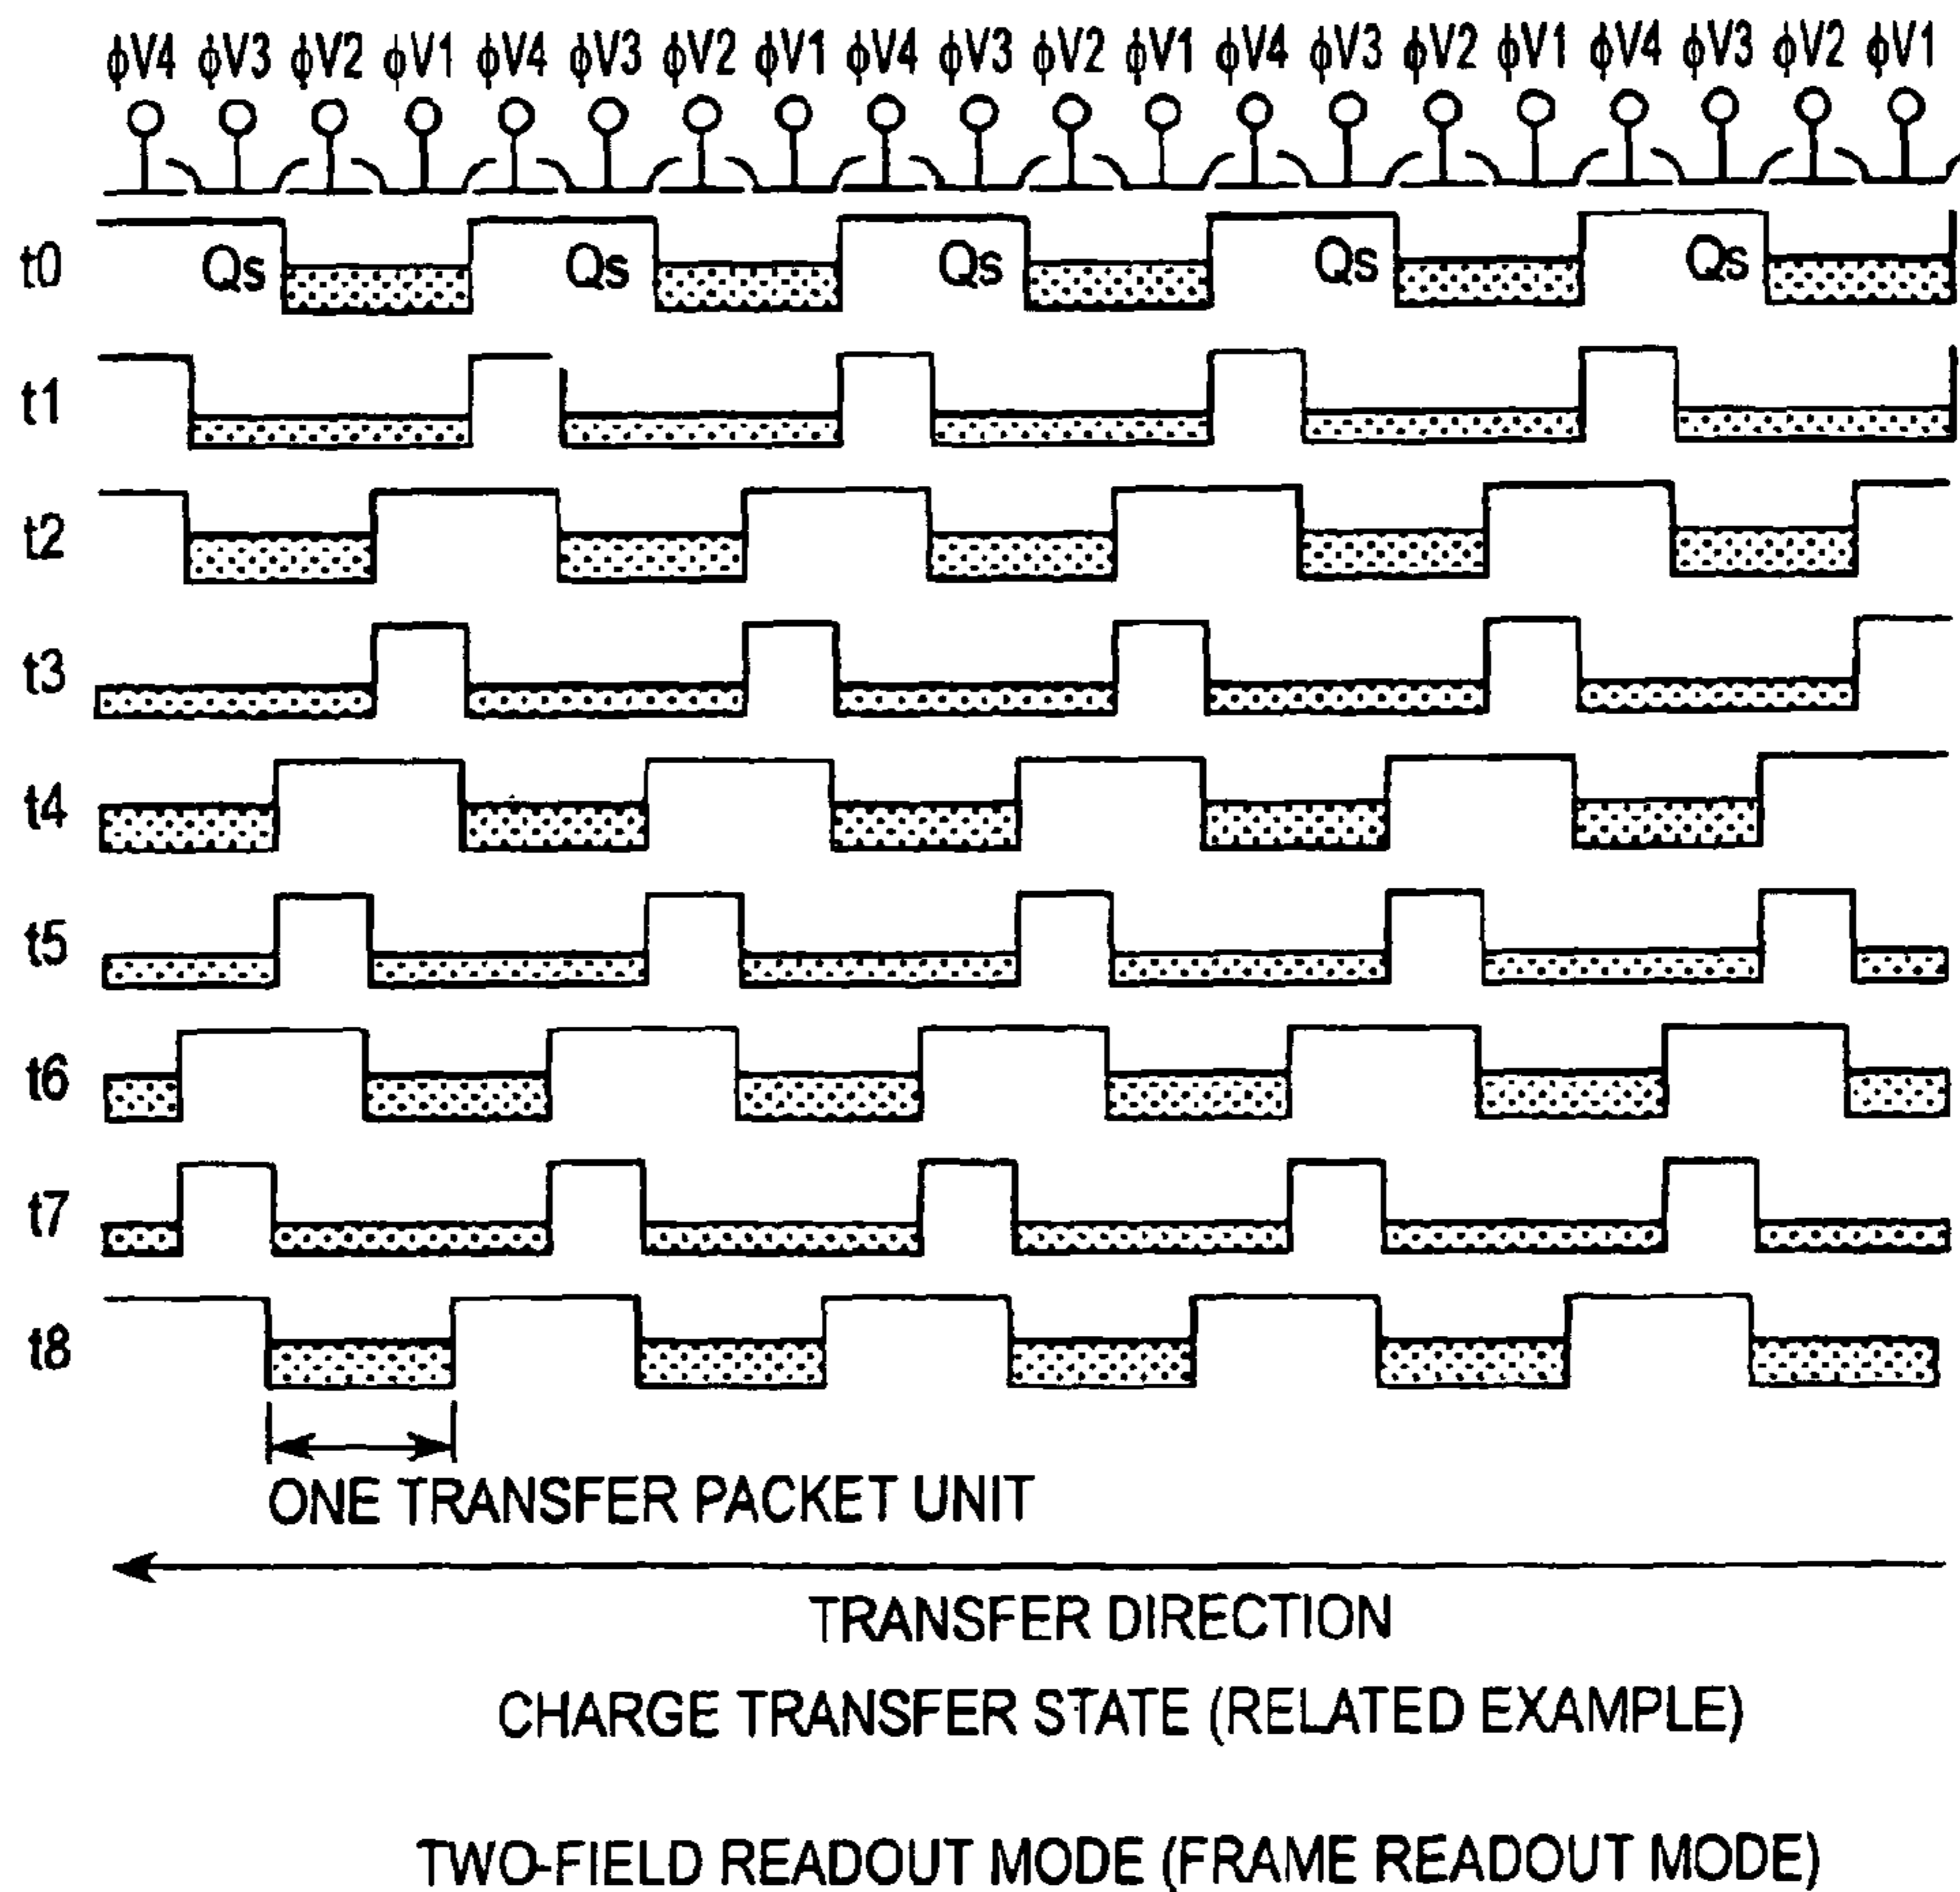 ϕV4 ϕV3 ϕV2 ϕV1 ϕV4 ϕV3 ϕV2 ϕV1 ϕV4 ϕV3 ϕV2 ϕV1 ϕV4 ϕV3 ϕV2 ϕV1 ϕV4 ϕV3 ϕV2 ϕV1
t0 Qs Qs Qs Qs Qs
t1
t2
t3
t4
t5
t6
t7
t8
ONE TRANSFER PACKET UNIT
TRANSFER DIRECTION
CHARGE TRANSFER STATE (RELATED EXAMPLE)
TWO-FIELD READOUT MODE (FRAME READOUT MODE)